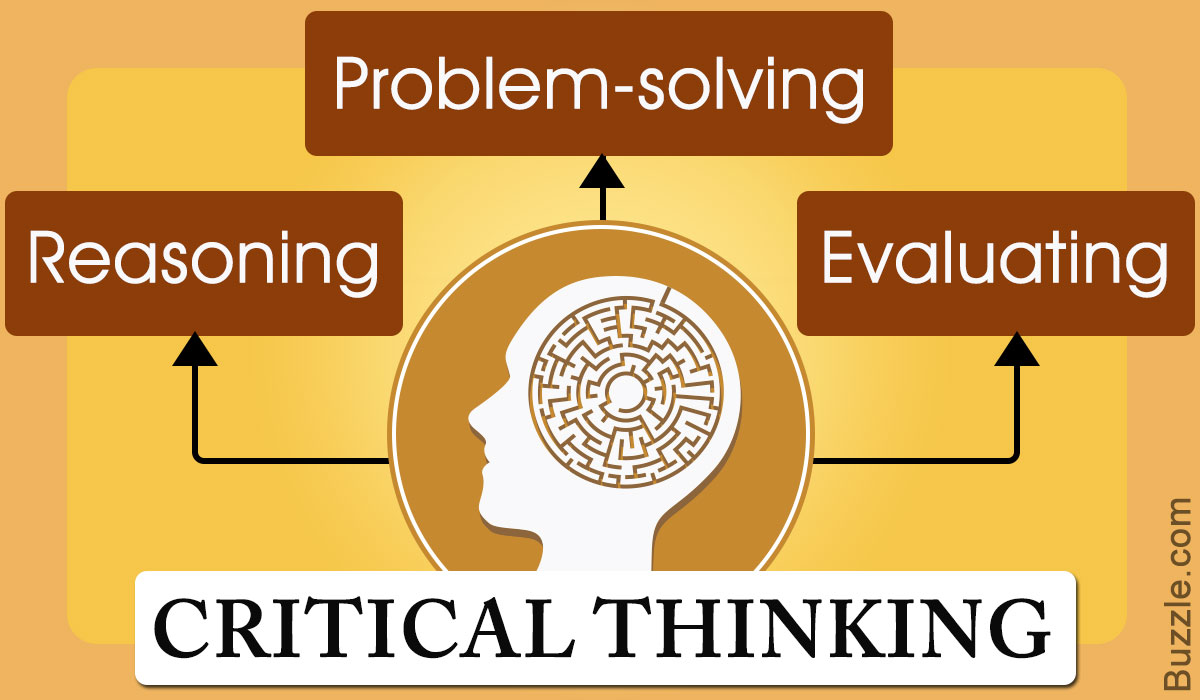 Problem-solving
Reasoning
Evaluating
CRITICAL THINKING
Buzzle.com